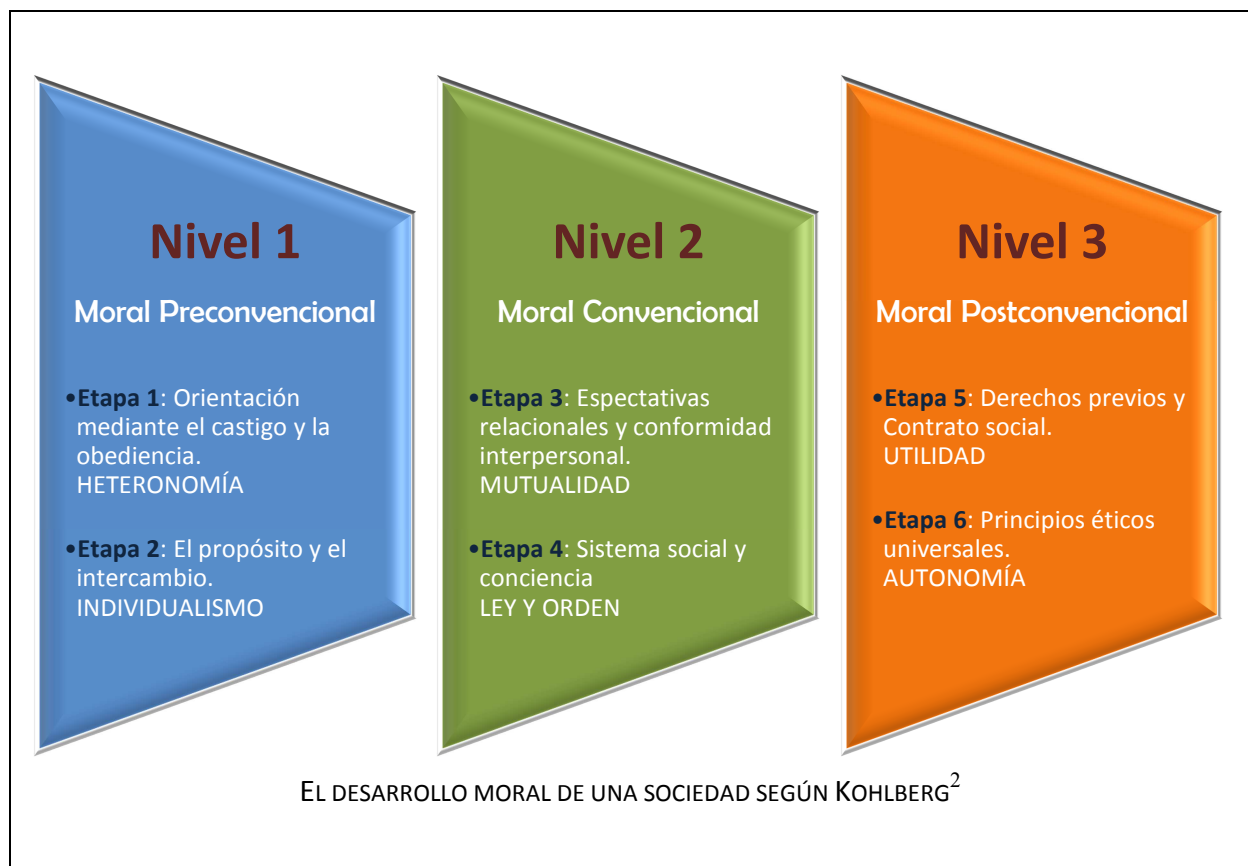 Nivel 1
Moral Preconvencional
•Etapa 1: Orientación
mediante el castigo y la
obediencia.
HETERONOMÍA
•Etapa 2: El propósito y el
intercambio.
INDIVIDUALISMO
Nivel 2
Moral Convencional
•Etapa 3: Espectativas
relacionales y conformidad
interpersonal.
MUTUALIDAD
•Etapa 4: Sistema social y
conciencia
LEY Y ORDEN
Nivel 3
Moral Postconvencional
•Etapa 5: Derechos previos y
Contrato social.
UTILIDAD
•Etapa 6: Principios éticos
universales.
AUTONOMÍA
EL DESARROLLO MORAL DE UNA SOCIEDAD SEGÚN KOHLBERG²